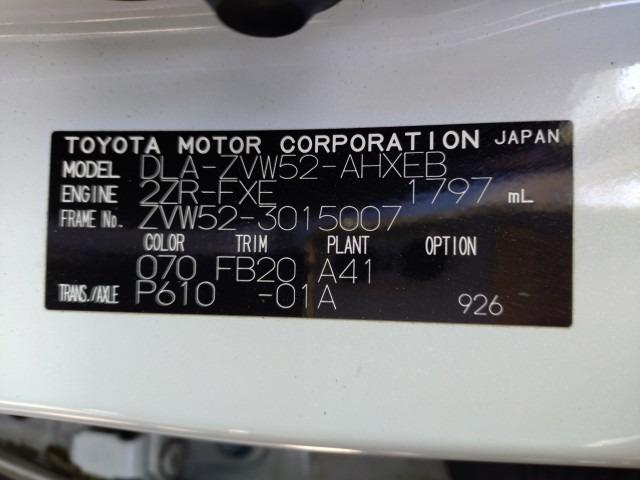 TOYOTA MOTOR CORPORATION JAPAN
MODEL DLA-ZVW52-AHXEB
ENGINE 2ZR-FXE 1797 mL
FRAME No. ZVW52-3015007
COLOR TRIM PLANT OPTION
070 FB20 A41
TRANS./AXLE P610 -01A 926